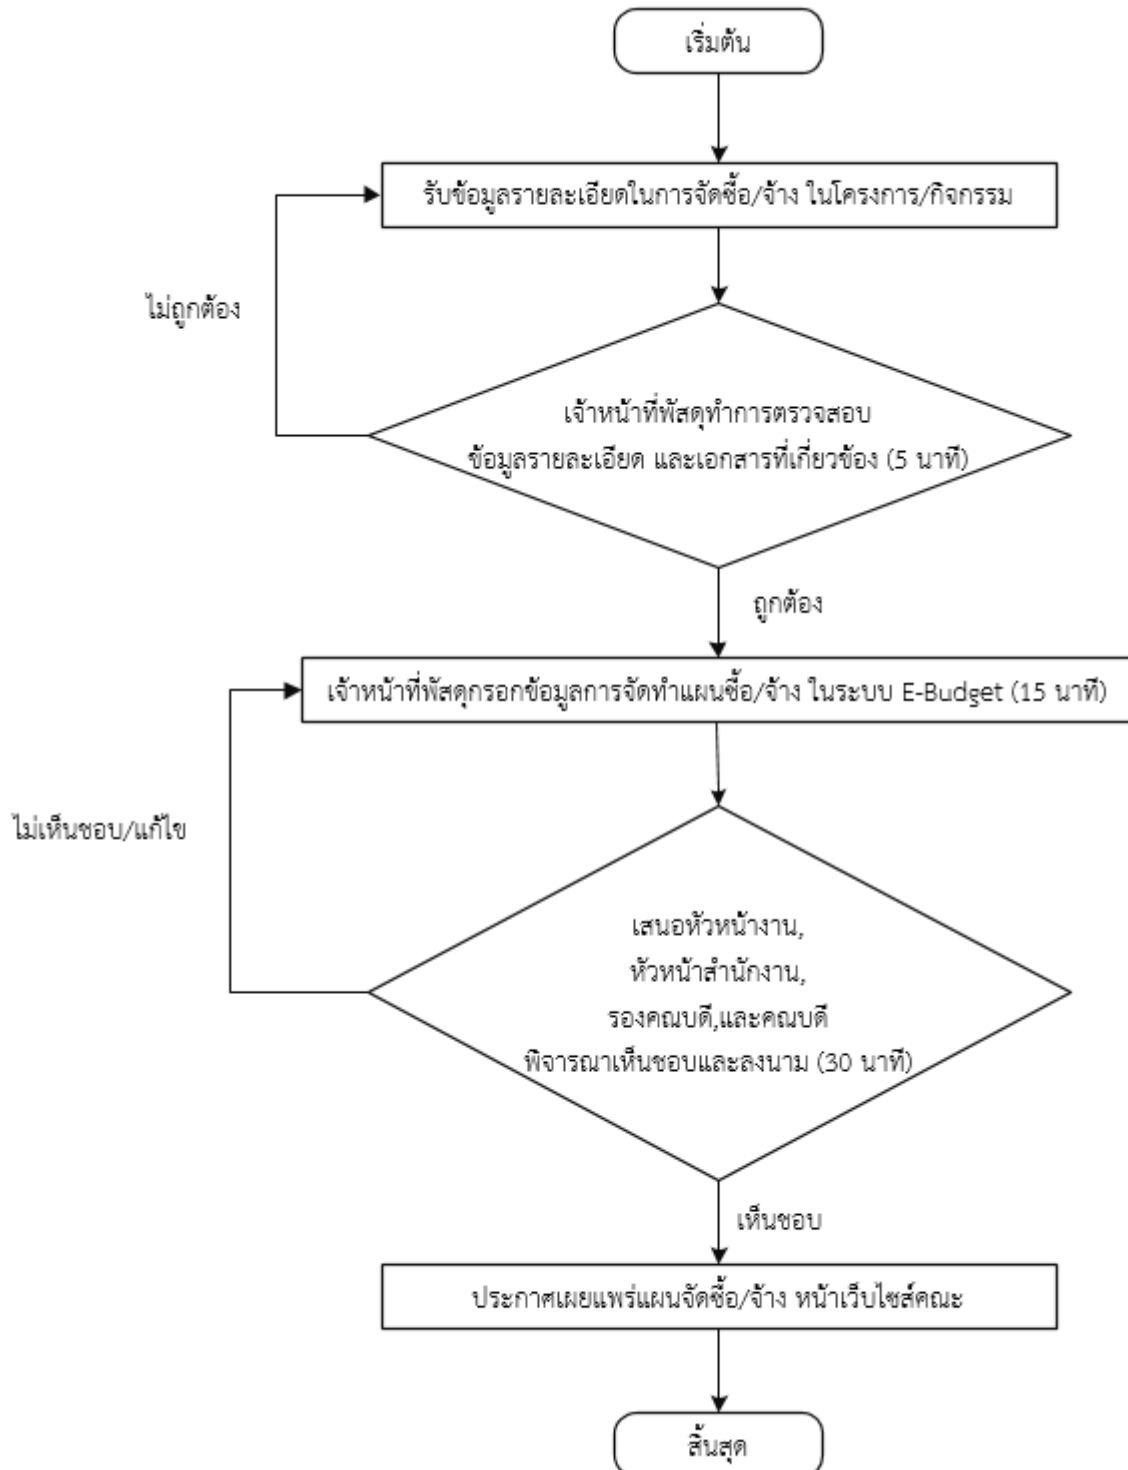 เริ่มต้น
รับข้อมูลรายละเอียดในการจัดซื้อ/จ้าง ในโครงการ/กิจกรรม
ไม่ถูกต้อง
เจ้าหน้าที่พัสดุทำการตรวจสอบ
ข้อมูลรายละเอียด และเอกสารที่เกี่ยวข้อง (5 นาที)
ถูกต้อง
เจ้าหน้าที่พัสดุกรอกข้อมูลการจัดทำแผนซื้อ/จ้าง ในระบบ E-Budget (15 นาที)
ไม่เห็นชอบ/แก้ไข
เสนอหัวหน้างาน,
หัวหน้าสำนักงาน,
รองคณบดี,และคณบดี
พิจารณาเห็นชอบและลงนาม (30 นาที)
เห็นชอบ
ประกาศเผยแพร่แผนจัดซื้อ/จ้าง หน้าเว็บไซส์คณะ
สิ้นสุด